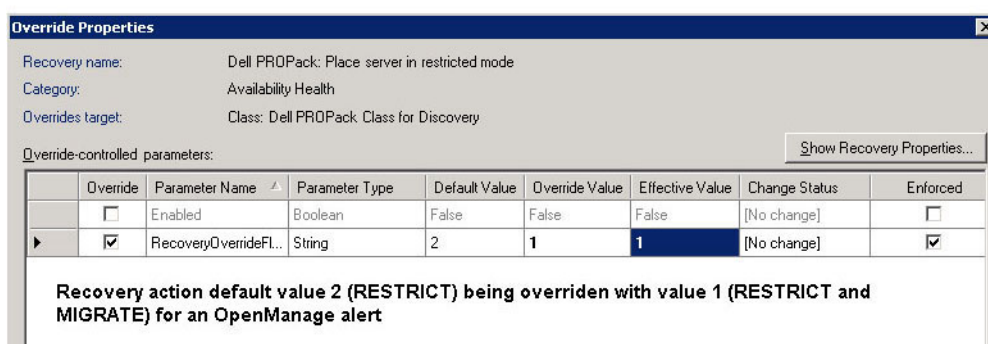 Override Properties
Recovery name: Dell PROPack: Place server in restricted mode
Category: Availability Health
Overrides target: Class: Dell PROPack Class for Discovery
Override-controlled parameters: Show Recovery Properties...
Override Parameter Name Parameter Type Default Value Override Value Effective Value Change Status Enforced
Enabled Boolean False False False [No change]
RecoveryOverrideFl... String 2 1 1 [No change]
Recovery action default value 2 (RESTRICT) being overriden with value 1 (RESTRICT and
MIGRATE) for an OpenManage alert